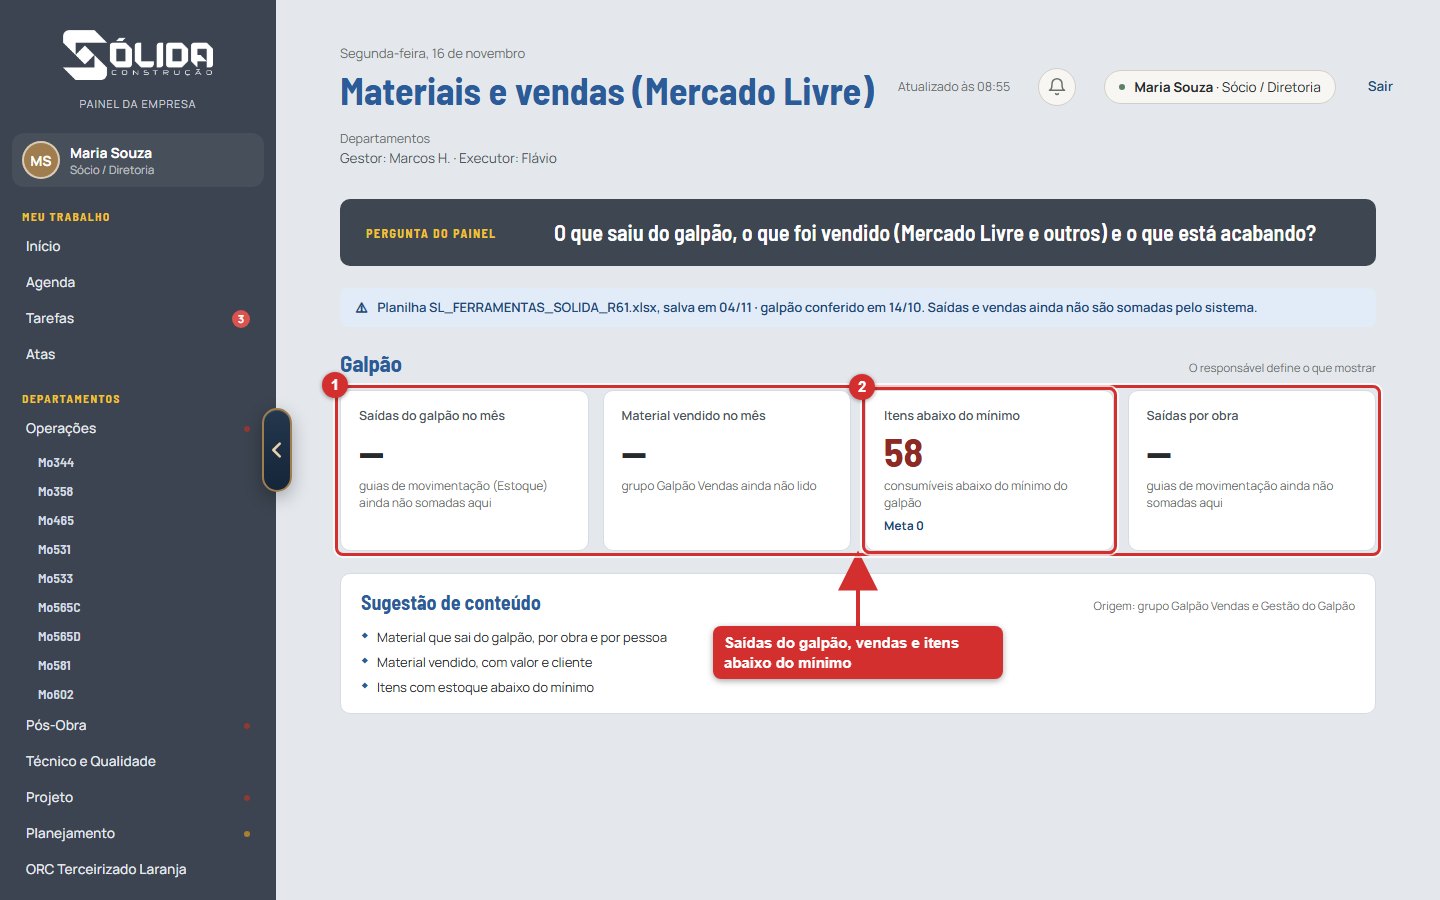 SÓLIDA
CONSTRUÇÃO
PAINEL DA EMPRESA
MS
Maria Souza
Sócio / Diretoria
MEU TRABALHO
Início
Agenda
Tarefas
3
Atas
DEPARTAMENTOS
Operações
Mo344
Mo358
Mo465
Mo531
Mo533
Mo565C
Mo565D
Mo581
Mo602
Pós-Obra
Técnico e Qualidade
Projeto
Planejamento
ORC Terceirizado Laranja
Segunda-feira, 16 de novembro
Materiais e vendas (Mercado Livre)
Atualizado às 08:55
Maria Souza · Sócio / Diretoria
Sair
Departamentos
Gestor: Marcos H. · Executor: Flávio
PERGUNTA DO PAINEL
O que saiu do galpão, o que foi vendido (Mercado Livre e outros) e o que está acabando?
Planilha SL_FERRAMENTAS_SOLIDA_R61.xlsx, salva em 04/11 · galpão conferido em 14/10. Saídas e vendas ainda não são somadas pelo sistema.
Galpão
O responsável define o que mostrar
1
Saídas do galpão no mês
—
guias de movimentação (Estoque)
ainda não somadas aqui
Material vendido no mês
—
grupo Galpão Vendas ainda não lido
2
Itens abaixo do mínimo
58
consumíveis abaixo do mínimo do
galpão
Meta 0
Saídas por obra
—
guias de movimentação ainda não
somadas aqui
Sugestão de conteúdo
Origem: grupo Galpão Vendas e Gestão do Galpão
Material que sai do galpão, por obra e por pessoa
Material vendido, com valor e cliente
Itens com estoque abaixo do mínimo
Saídas do galpão, vendas e itens
abaixo do mínimo